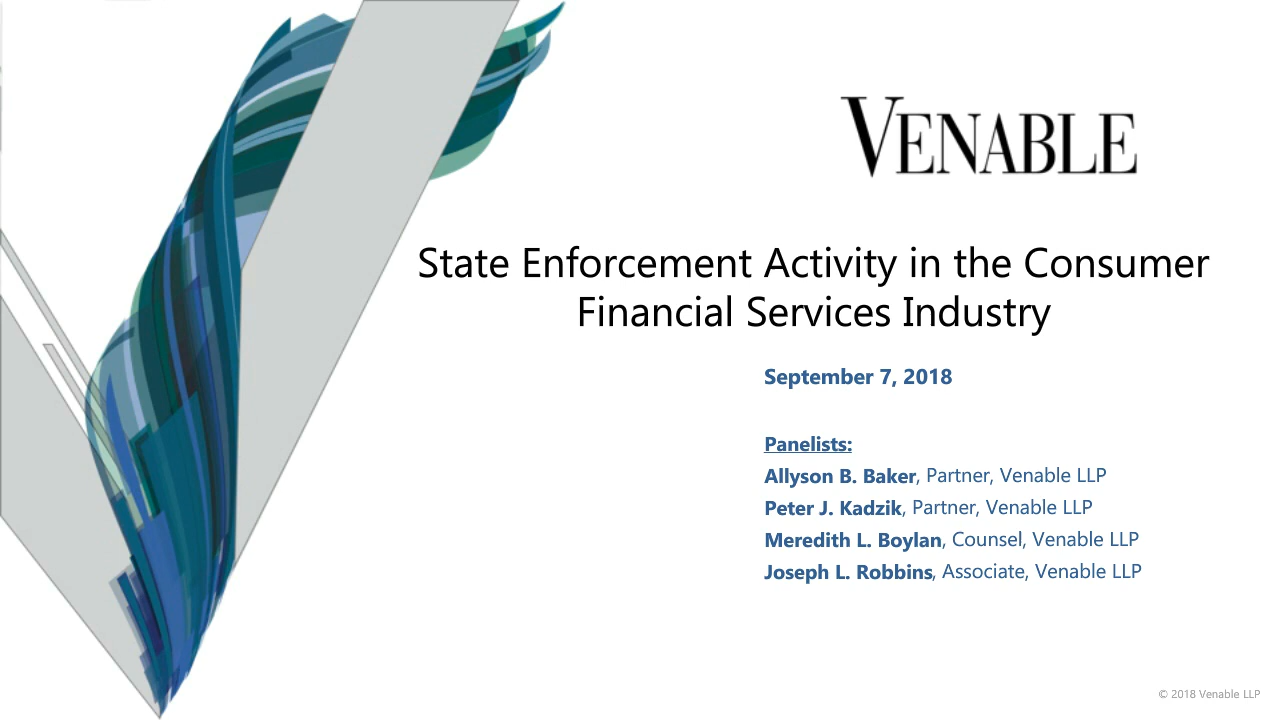 VENABLE
State Enforcement Activity in the Consumer
Financial Services Industry
September 7, 2018
Panelists:
Allyson B. Baker, Partner, Venable LLP
Peter J. Kadzik, Partner, Venable LLP
Meredith L. Boylan, Counsel, Venable LLP
Joseph L. Robbins, Associate, Venable LLP
© 2018 Venable LLP